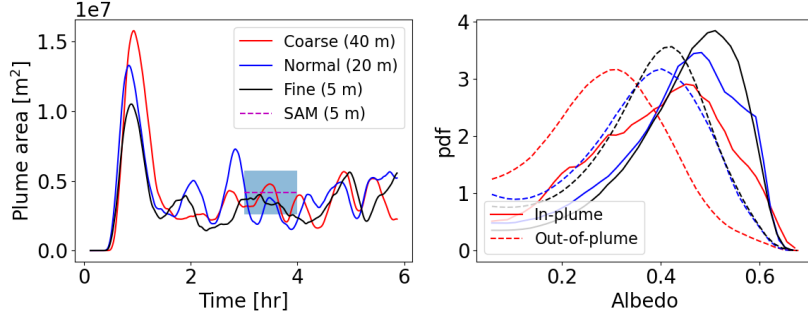 1e7
Plume area [m²]
1.5
1.0
0.5
0.0
Coarse (40 m)
Normal (20 m)
Fine (5 m)
SAM (5 m)
0 2 4 6
Time [hr]
pdf
4
3
2
1
0
In-plume
Out-of-plume
0.2 0.4 0.6
Albedo